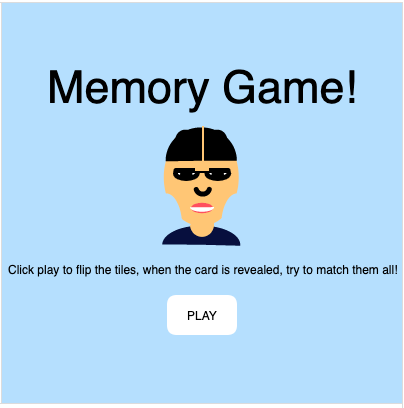 Memory Game!
Click play to flip the tiles, when the card is revealed, try to match them all!
PLAY